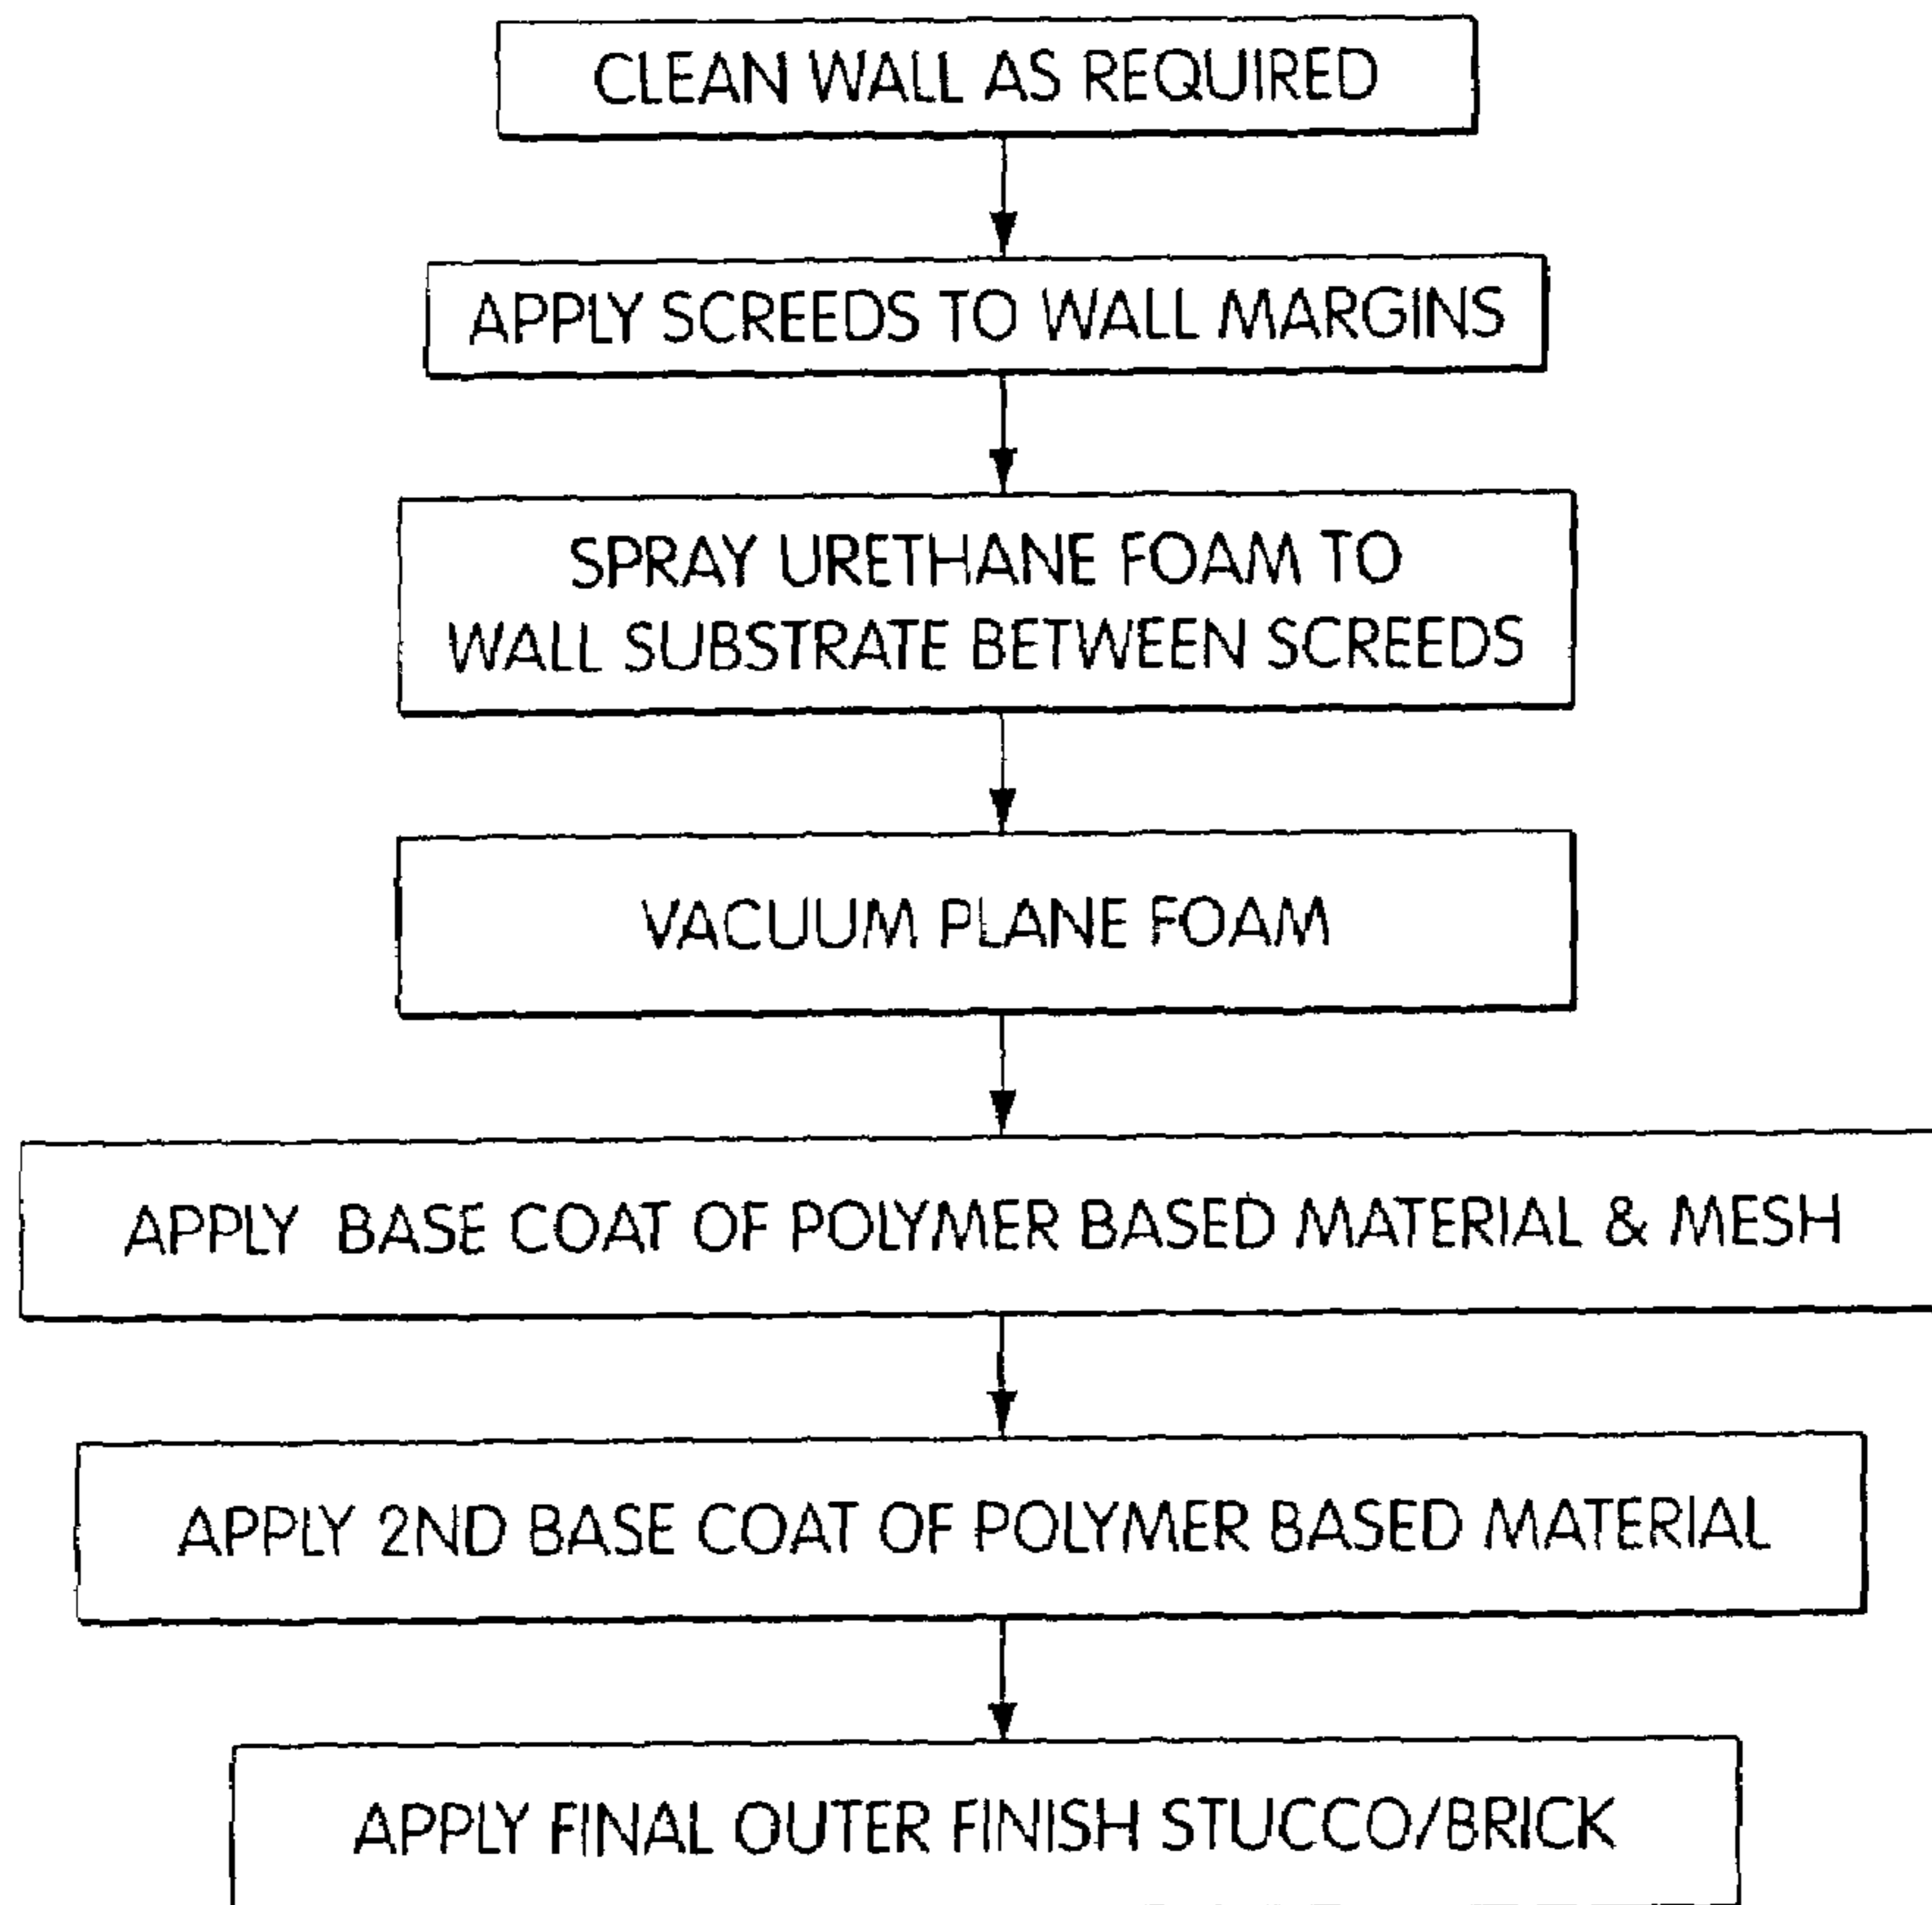 CLEAN WALL AS REQUIRED
APPLY SCREEDS TO WALL MARGINS
SPRAY URETHANE FOAM TO
WALL SUBSTRATE BETWEEN SCREEDS
VACUUM PLANE FOAM
APPLY BASE COAT OF POLYMER BASED MATERIAL & MESH
APPLY 2ND BASE COAT OF POLYMER BASED MATERIAL
APPLY FINAL OUTER FINISH STUCCO/BRICK